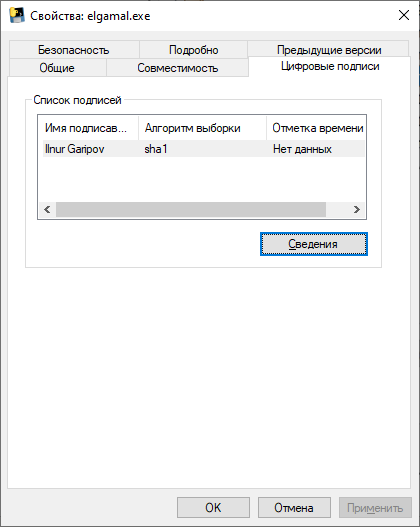 Свойства: elgamal.exe
Безопасность Подробно Предыдущие версии
Общие Совместимость Цифровые подписи
Список подписей
Имя подписав... Алгоритм выборки Отметка времени
Ilnur Garipov sha1 Нет данных
Сведения
OK Отмена Применить